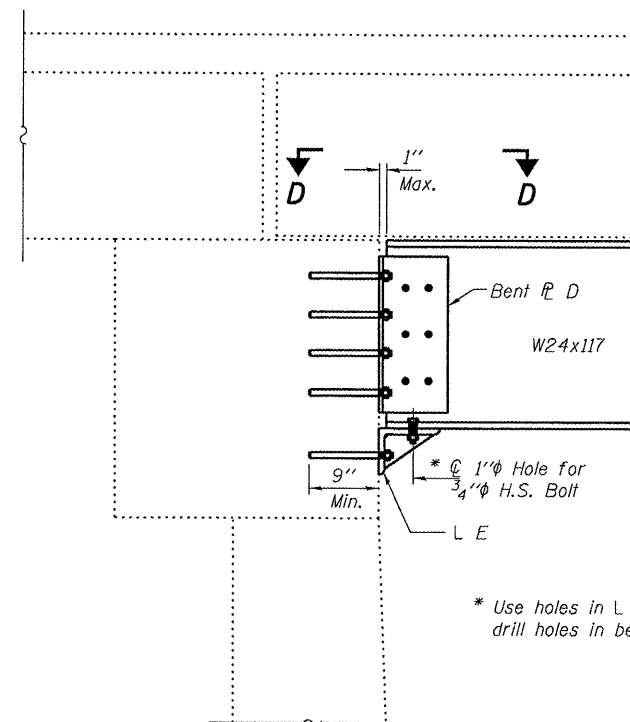 1"
Max.
D
D
Bent ⅊ D
W24x117
9"
Min.
* ℄ 1"ϕ Hole for
3/4"ϕ H.S. Bolt
L E
* Use holes in L
drill holes in be